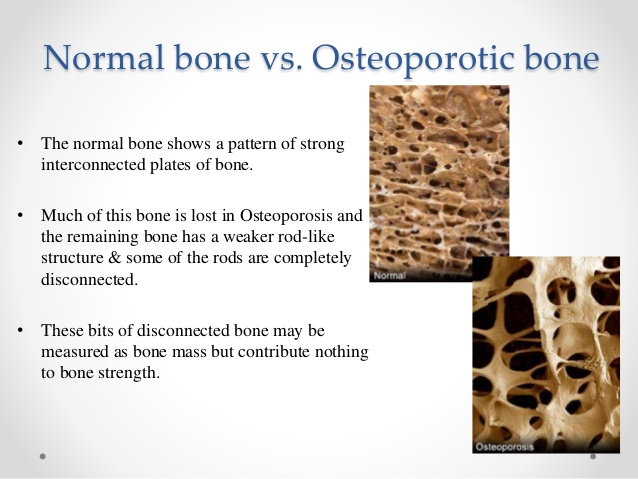 Normal bone vs. Osteoporotic bone
• The normal bone shows a pattern of strong
interconnected plates of bone.
• Much of this bone is lost in Osteoporosis and
the remaining bone has a weaker rod-like
structure & some of the rods are completely
disconnected.
• These bits of disconnected bone may be
measured as bone mass but contribute nothing
to bone strength.
Normal
Osteoporosis